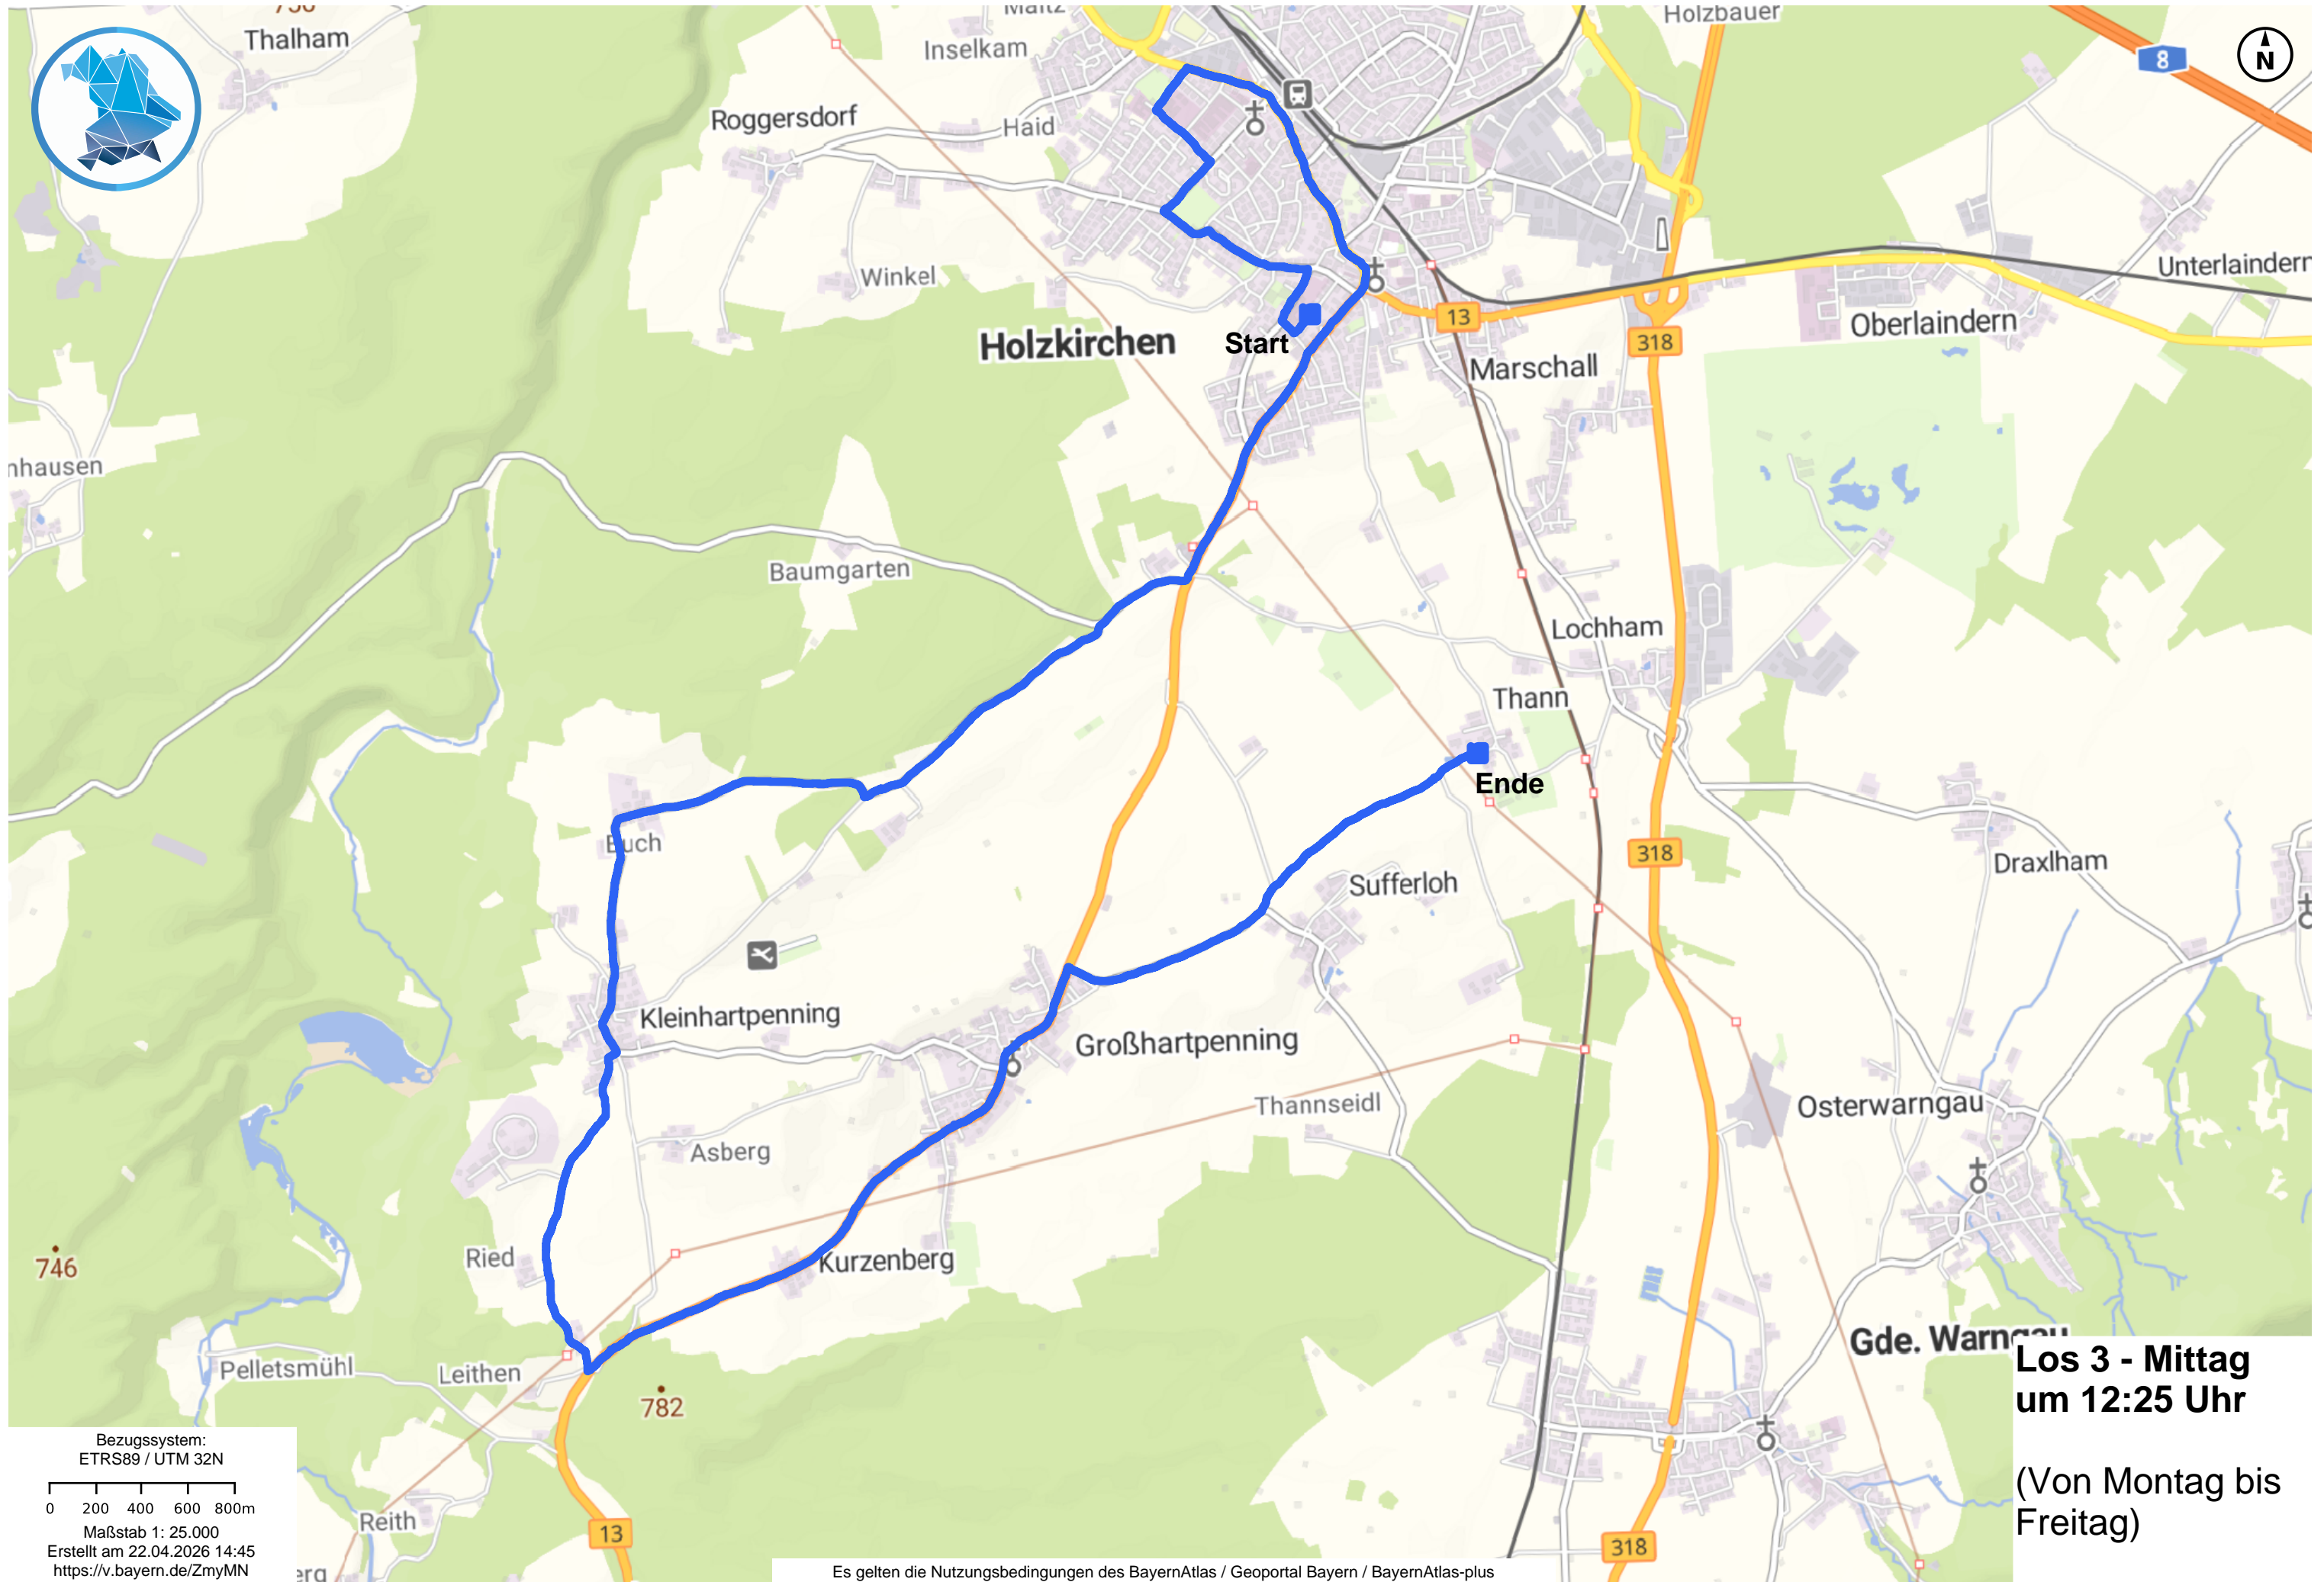 Maitz
Holzbauer
Thalham
Inselkam
8
N
Roggersdorf
Haid
Winkel
Unterlaindern
13
Oberlaindern
318
Holzkirchen
Start
Marschall
nhausen
Baumgarten
Lochham
Thann
Ende
Buch
318
Draxlham
Sufferloh
Kleinhartpenning
Großhartpenning
Thannseidl
Osterwarngau
Asberg
Ried
Kurzenberg
746
Pelletsmühl
Leithen
782
Gde. Warngau
Los 3 - Mittag
um 12:25 Uhr
(Von Montag bis
Freitag)
Bezugssystem:
ETRS89 / UTM 32N
0 200 400 600 800m
Maßstab 1: 25.000
Erstellt am 22.04.2026 14:45
https://v.bayern.de/ZmyMN
Reith
13
318
erg
Es gelten die Nutzungsbedingungen des BayernAtlas / Geoportal Bayern / BayernAtlas-plus